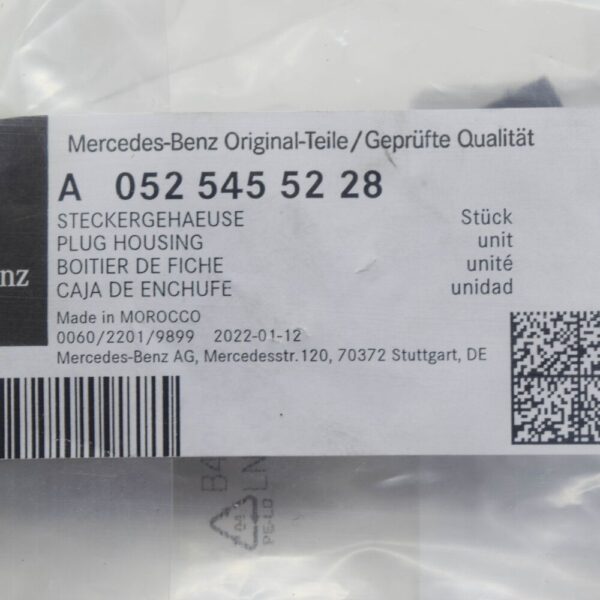 Mercedes-Benz Original-Teile/Geprüfte Qualität
A 052 545 52 28
STECKERGEHAEUSE Stück
PLUG HOUSING unit
BOITIER DE FICHE unité
CAJA DE ENCHUFE unidad
nz
Made in MOROCCO
0060/2201/9899 2022-01-12
Mercedes-Benz AG, Mercedesstr.120, 70372 Stuttgart, DE
04